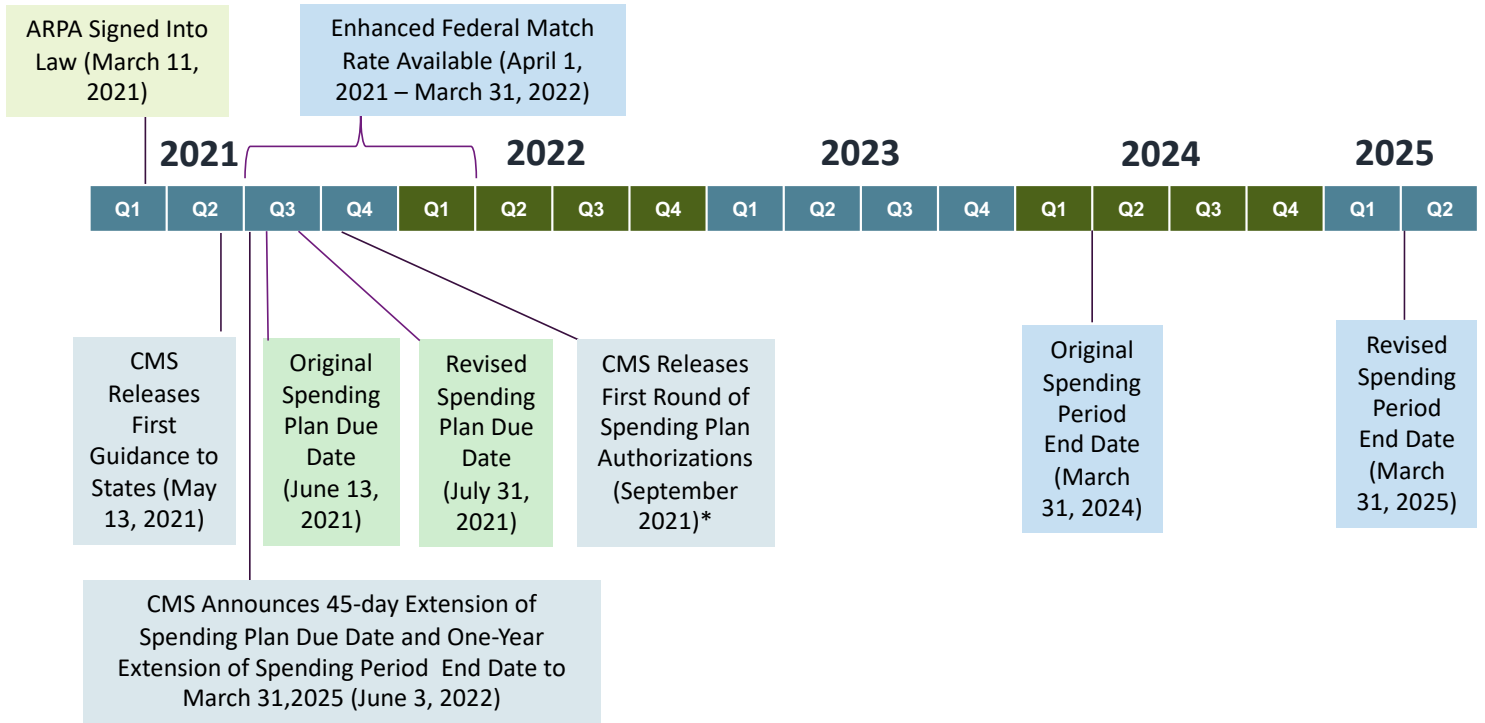 ARPA Signed Into
Law (March 11,
2021)
Enhanced Federal Match
Rate Available (April 1,
2021 – March 31, 2022)
2021
2022
2023
2024
2025
Q1
Q2
Q3
Q4
Q1
Q2
Q3
Q4
Q1
Q2
Q3
Q4
Q1
Q2
Q3
Q4
Q1
Q2
CMS
Releases
First
Guidance to
States (May
13, 2021)
Original
Spending
Plan Due
Date
(June 13,
2021)
Revised
Spending
Plan Due
Date
(July 31,
2021)
CMS Releases
First Round of
Spending Plan
Authorizations
(September
2021)*
Original
Spending
Period
End Date
(March
31, 2024)
Revised
Spending
Period
End Date
(March
31, 2025)
CMS Announces 45-day Extension of
Spending Plan Due Date and One-Year
Extension of Spending Period End Date to
March 31,2025 (June 3, 2022)